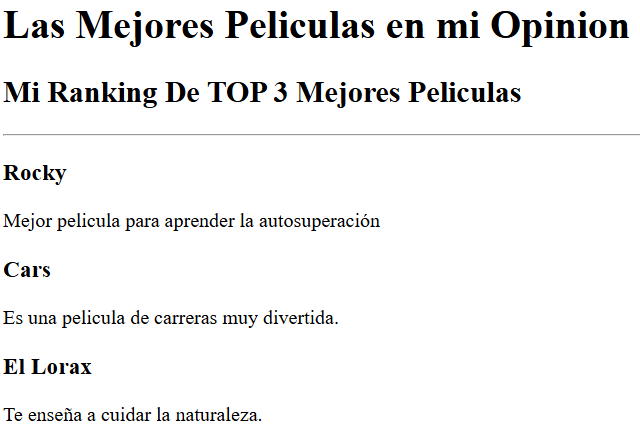 Las Mejores Peliculas en mi Opinion
Mi Ranking De TOP 3 Mejores Peliculas
Rocky
Mejor pelicula para aprender la autosuperación
Cars
Es una pelicula de carreras muy divertida.
El Lorax
Te enseña a cuidar la naturaleza.